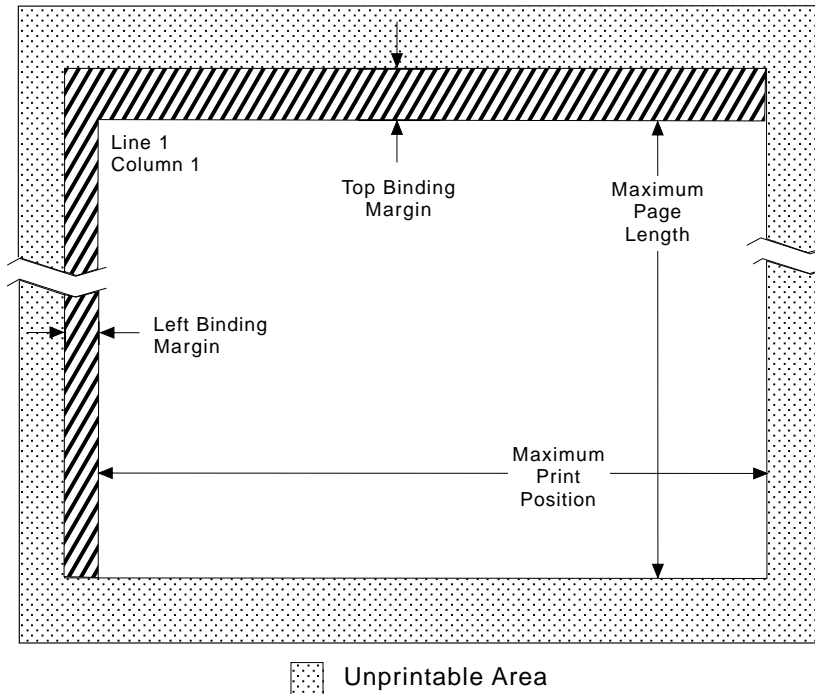 Line 1
Column 1
Top Binding
Margin
Maximum
Page
Length
Left Binding
Margin
Maximum
Print
Position
Unprintable Area